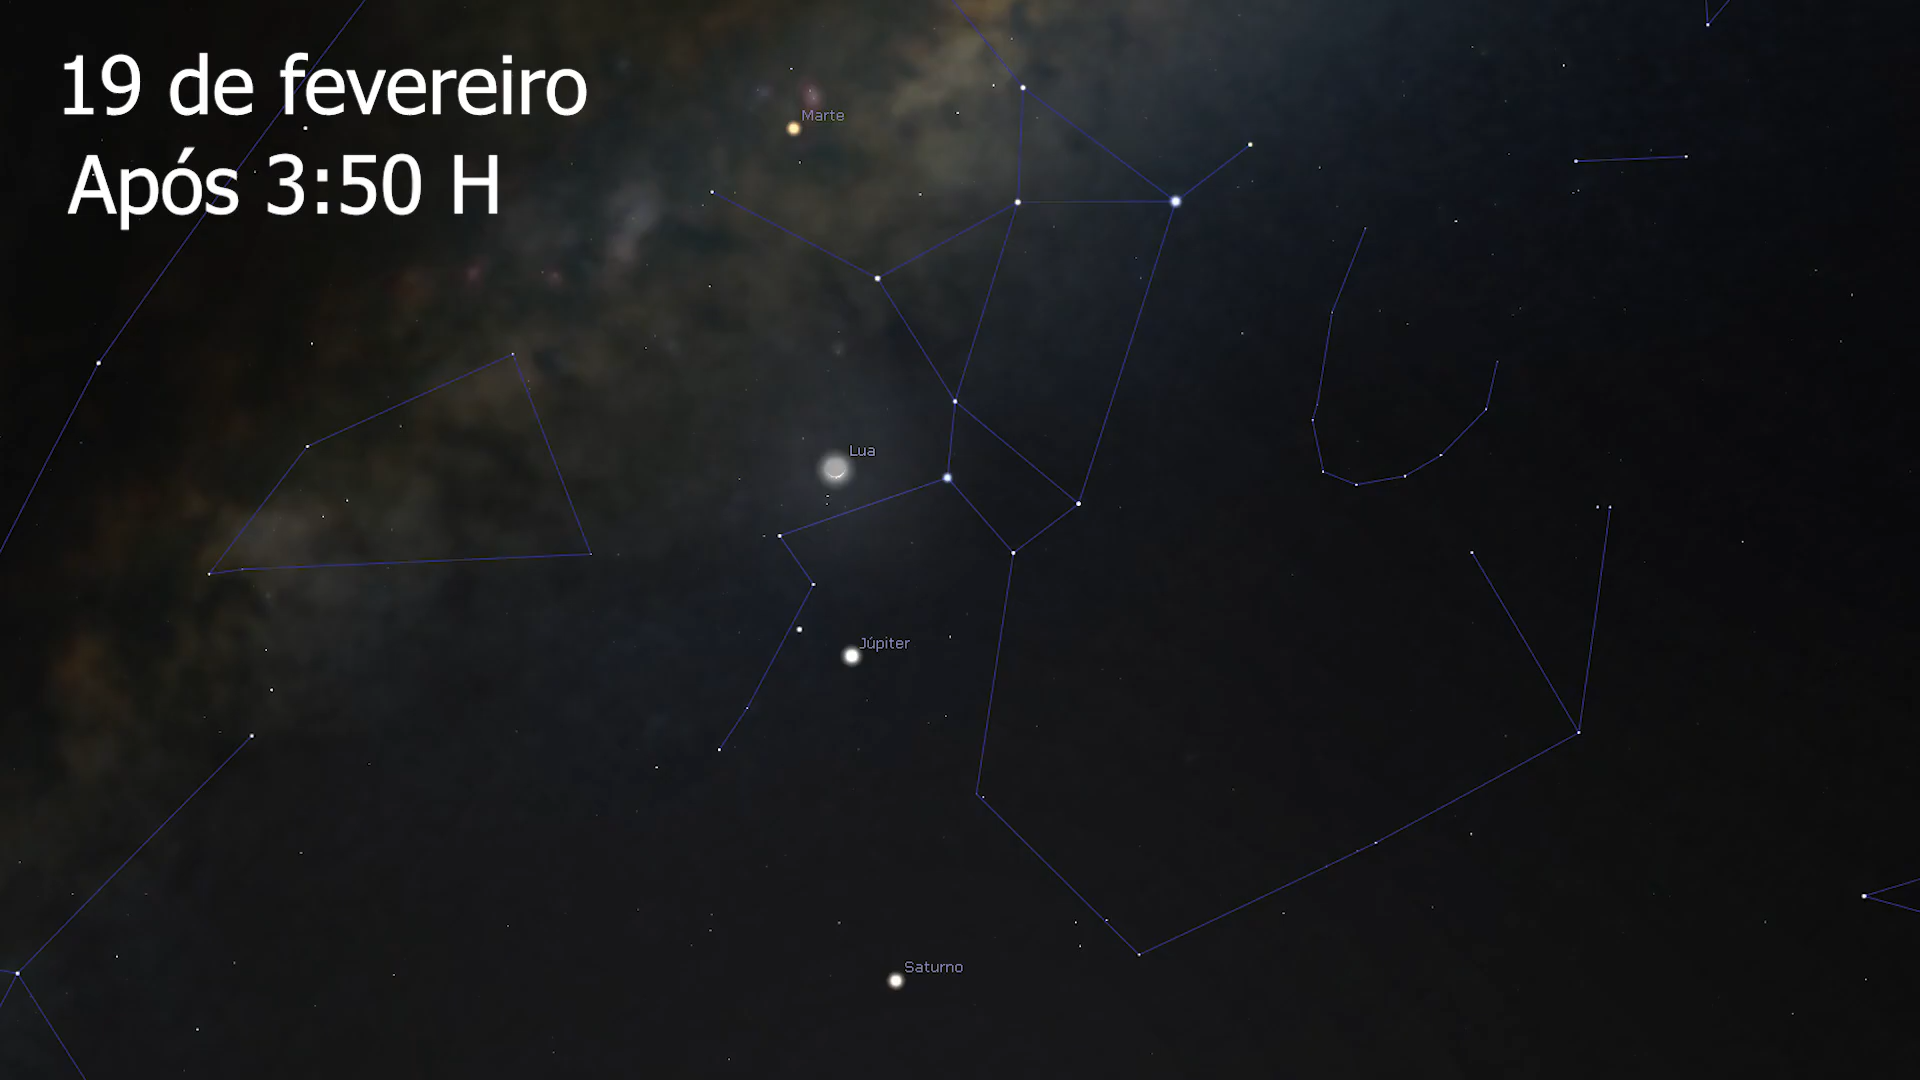 19 de fevereiro
Após 3:50 H
Marte
Lua
Júpiter
Saturno